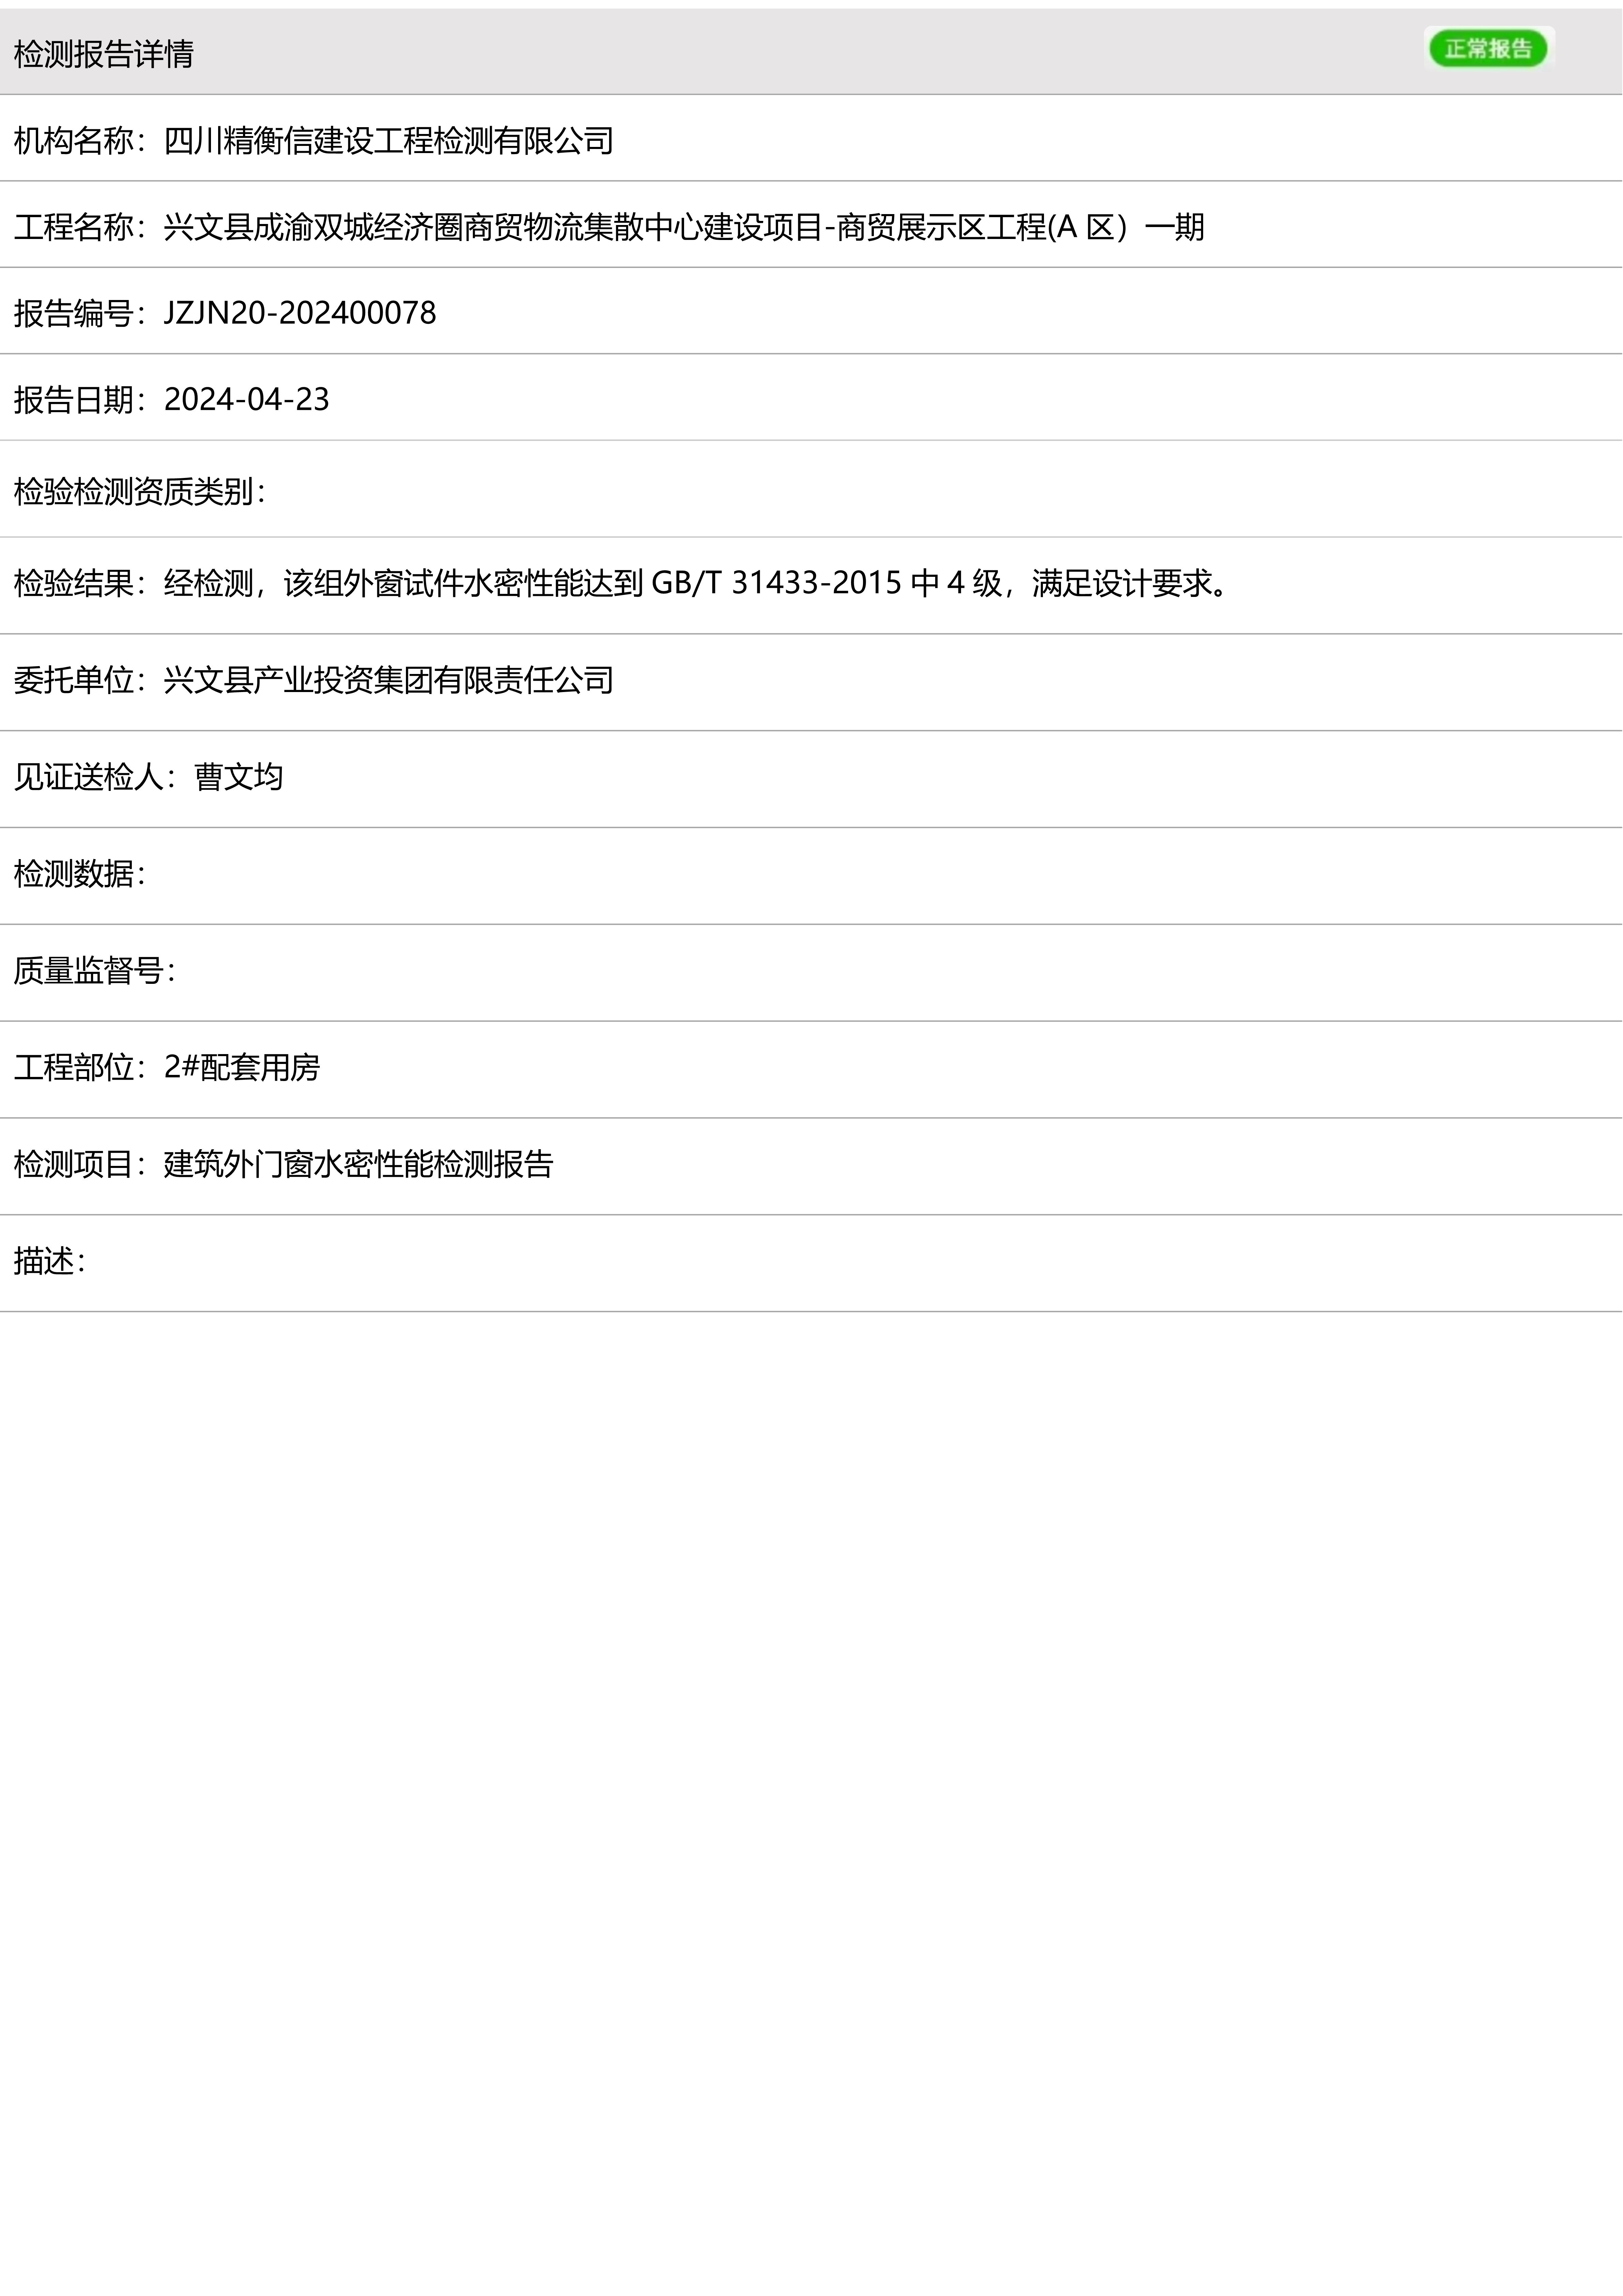 检测报告详情
正常报告
机构名称：四川精衡信建设工程检测有限公司
工程名称：兴文县成渝双城经济圈商贸物流集散中心建设项目-商贸展示区工程(A 区）一期
报告编号：JZJN20-202400078
报告日期：2024-04-23
检验检测资质类别：
检验结果：经检测，该组外窗试件水密性能达到 GB/T 31433-2015 中 4 级，满足设计要求。
委托单位：兴文县产业投资集团有限责任公司
见证送检人：曹文均
检测数据：
质量监督号：
工程部位：2#配套用房
检测项目：建筑外门窗水密性能检测报告
描述：